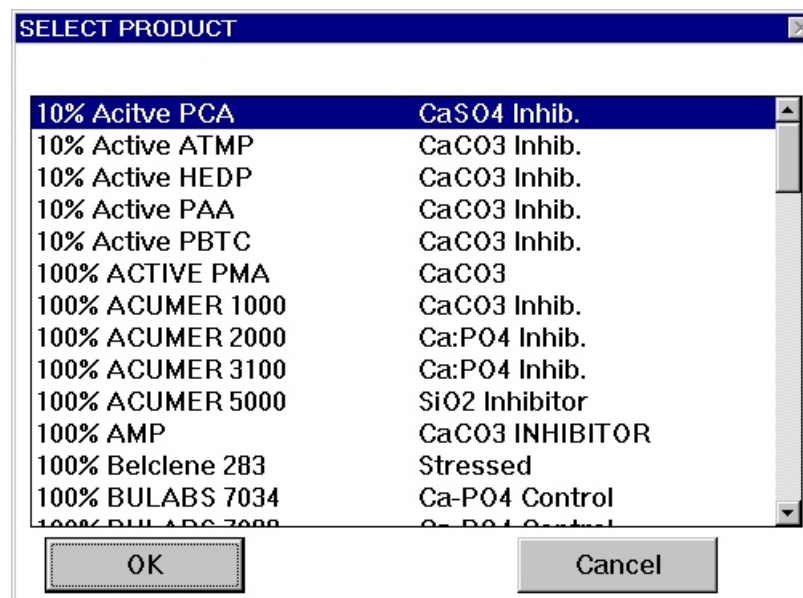 SELECT PRODUCT
10% Acitve PCA CaSO4 Inhib.
10% Active ATMP CaCO3 Inhib.
10% Active HEDP CaCO3 Inhib.
10% Active PAA CaCO3 Inhib.
10% Active PBTC CaCO3 Inhib.
100% ACTIVE PMA CaCO3
100% ACUMER 1000 CaCO3 Inhib.
100% ACUMER 2000 Ca:PO4 Inhib.
100% ACUMER 3100 Ca:PO4 Inhib.
100% ACUMER 5000 SiO2 Inhibitor
100% AMP CaCO3 INHIBITOR
100% Belclene 283 Stressed
100% BULABS 7034 Ca-PO4 Control
OK Cancel